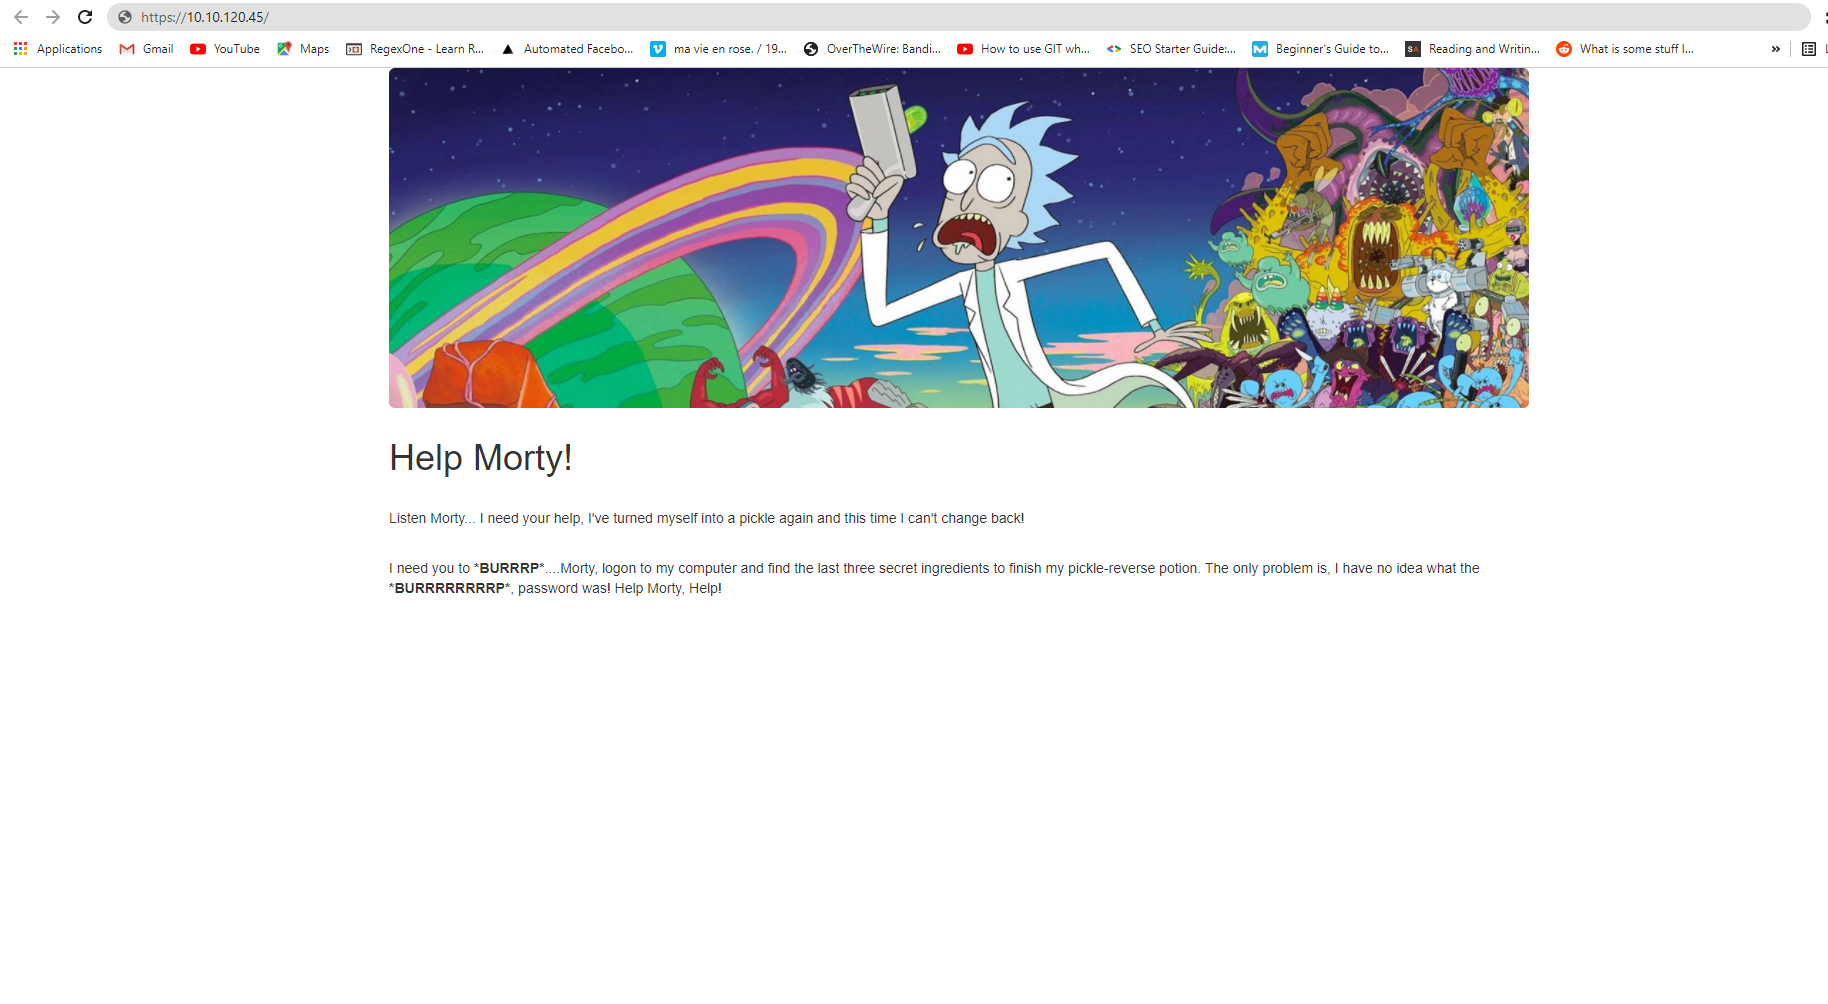 https://10.10.120.45/
Applications Gmail YouTube Maps RegexOne - Learn R... Automated Facebo... ma vie en rose. / 19... OverTheWire: Bandi... How to use GIT wh... SEO Starter Guide:... Beginner's Guide to... Reading and Writin... What is some stuff I... »
Help Morty!
Listen Morty... I need your help, I've turned myself into a pickle again and this time I can't change back!
I need you to *BURRRP*....Morty, logon to my computer and find the last three secret ingredients to finish my pickle-reverse potion. The only problem is, I have no idea what the
*BURRRRRRRRP*, password was! Help Morty, Help!